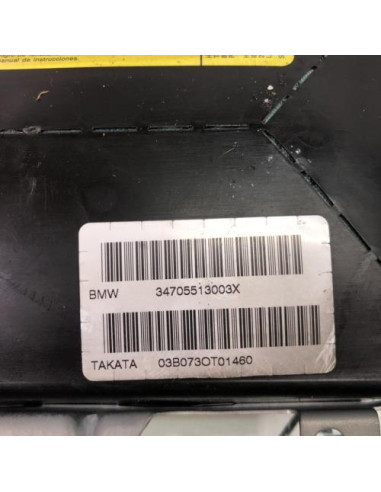 manual de instrucciones.
BMW 34705513003X
TAKATA 03B073OT01460